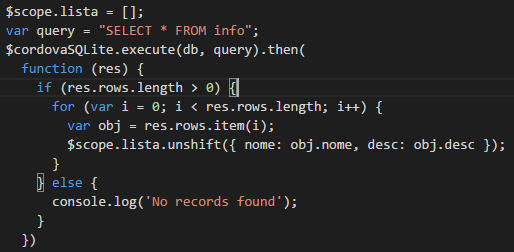 $scope.lista = [];
var query = "SELECT * FROM info";
$cordovaSQLite.execute(db, query).then(
  function (res) {
    if (res.rows.length > 0) {
      for (var i = 0; i < res.rows.length; i++) {
        var obj = res.rows.item(i);
        $scope.lista.unshift({ nome: obj.nome, desc: obj.desc });
      }
    } else {
      console.log('No records found');
    }
  })